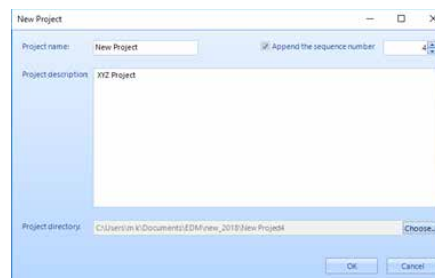 New Project
Project name: New Project Append the sequence number 4
Project description: XYZ Project
Project directory: C:\Users\m k\Documents\EDM\new_2018\New Project4 Choose...
OK Cancel